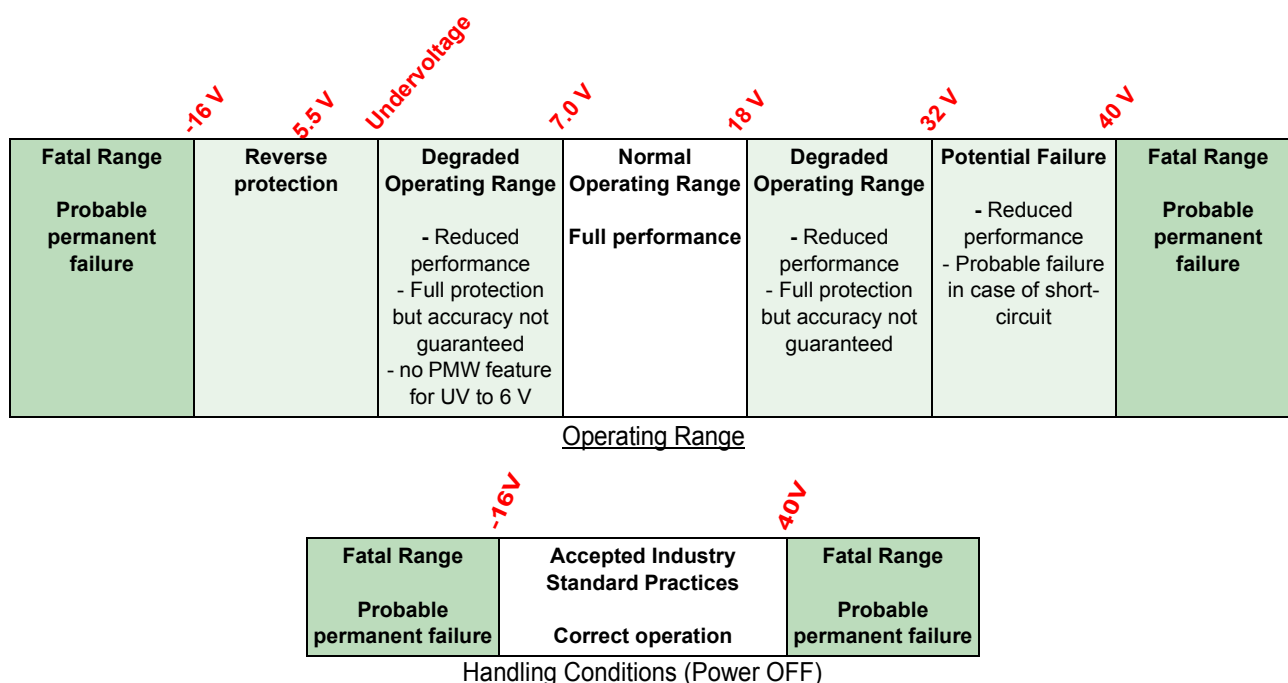 -16 V
5.5 V
Undervoltage
7.0 V
18 V
32 V
40 V
Fatal Range
Probable
permanent
failure
Reverse
protection
Degraded
Operating Range
- Reduced
performance
- Full protection
but accuracy not
guaranteed
- no PMW feature
for UV to 6 V
Normal
Operating Range
Full performance
Degraded
Operating Range
- Reduced
performance
- Full protection
but accuracy not
guaranteed
Potential Failure
- Reduced
performance
- Probable failure
in case of short-
circuit
Fatal Range
Probable
permanent
failure
Operating Range
-16V
40V
Fatal Range
Probable
permanent failure
Accepted Industry
Standard Practices
Correct operation
Fatal Range
Probable
permanent failure
Handling Conditions (Power OFF)